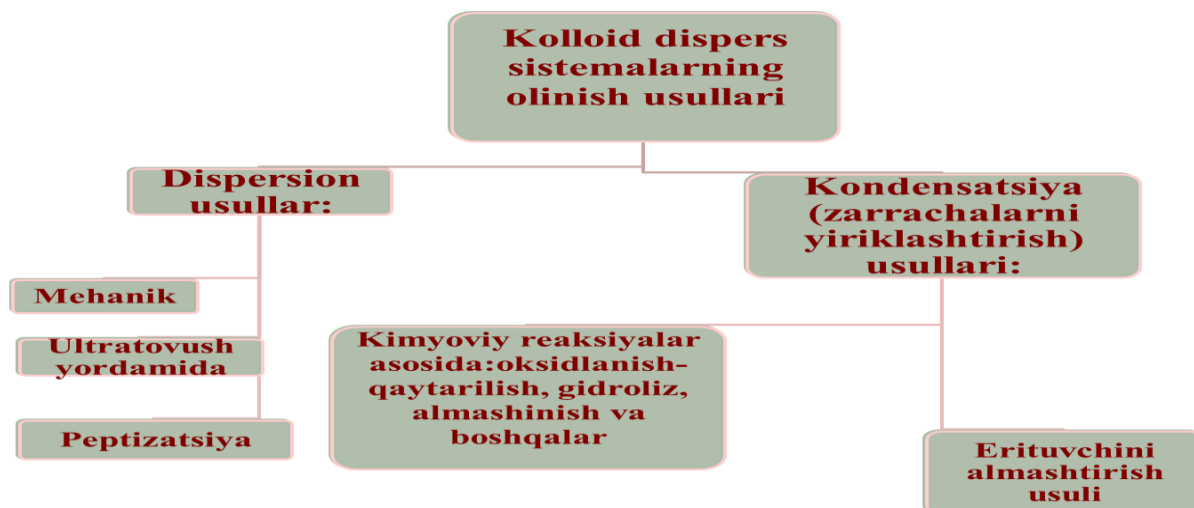 Kolloid dispers
sistemalarning
olinish usullari
Dispersion
usullar:
Mehanik
Ultratovush
yordamida
Peptizatsiya
Kondensatsiya
(zarrachalarni
yiriklashtirish)
usullari:
Kimyoviy reaksiyalar
asosida:oksidlanish-
qaytarilish, gidroliz,
almashinish va
boshqalar
Erituvchini
almashtirish
usuli